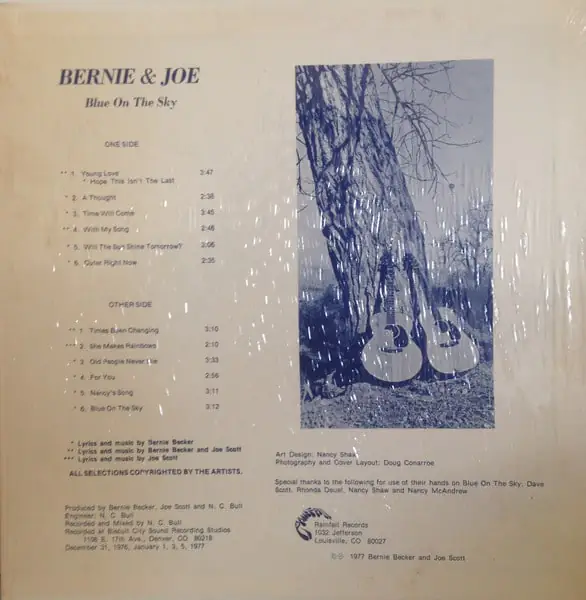 BERNIE & JOE
Blue On The Sky
ONE SIDE
** 1. Young Love 3:47
* Hope This Isn't The Last
* 2. A Thought 2:36
* 3. Time Will Come 3:45
** 4. With My Song 2:46
* 5. Will The Sun Shine Tomorrow? 2:06
* 6. Quiet Right Now 2:35
OTHER SIDE
** 1. Times Been Changing 3:10
*** 2. She Makes Rainbows 2:10
* 3. Old People Never Lie 3:33
* 4. For You 2:56
* 5. Nancy's Song 3:11
* 6. Blue On The Sky 3:12
* Lyrics and music by Bernie Becker
** Lyrics and music by Bernie Becker and Joe Scott
*** Lyrics and music by Joe Scott
ALL SELECTIONS COPYRIGHTED BY THE ARTISTS.
Produced by Bernie Becker, Joe Scott and N. C. Bull
Engineer: N. C. Bull
Recorded and Mixed by N. C. Bull
Recorded at Biscuit City Sound Recording Studios
1106 E. 17th Ave., Denver, CO 80218
December 31, 1976, January 1, 3, 5, 1977
Art Design: Nancy Shaw
Photography and Cover Layout: Doug Conarroe
Special thanks to the following for use of their hands on Blue On The Sky: Dave
Scott, Rhonda Deuel, Nancy Shaw and Nancy McAndrew
Rainfall Records
1032 Jefferson
Louisville, CO 80027
℗© 1977 Bernie Becker and Joe Scott